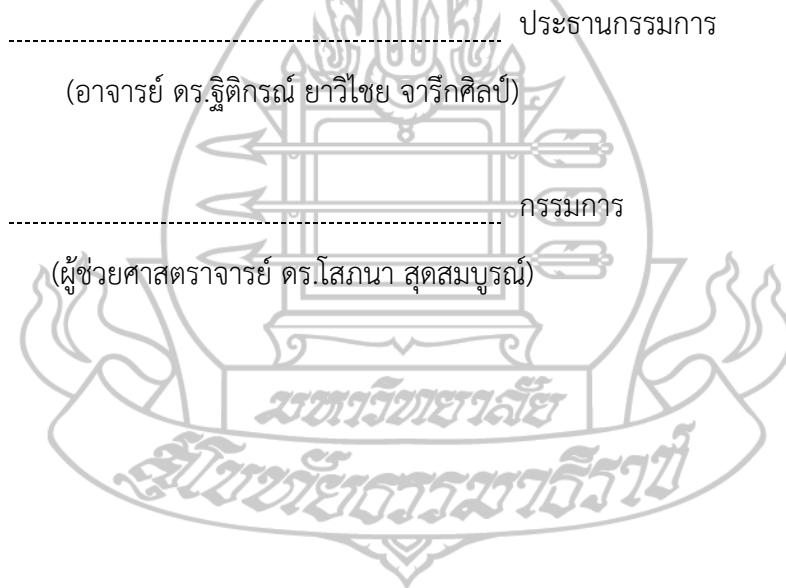 ประธานกรรมการ
(อาจารย์ ดร.ฐิติกรณ์ ยาวิไชย จารึกศิลป์)
กรรมการ
(ผู้ช่วยศาสตราจารย์ ดร.โสภนา สุดสมบูรณ์)
มหาวิทยาลัย
สุโขทัยธรรมาธิราช